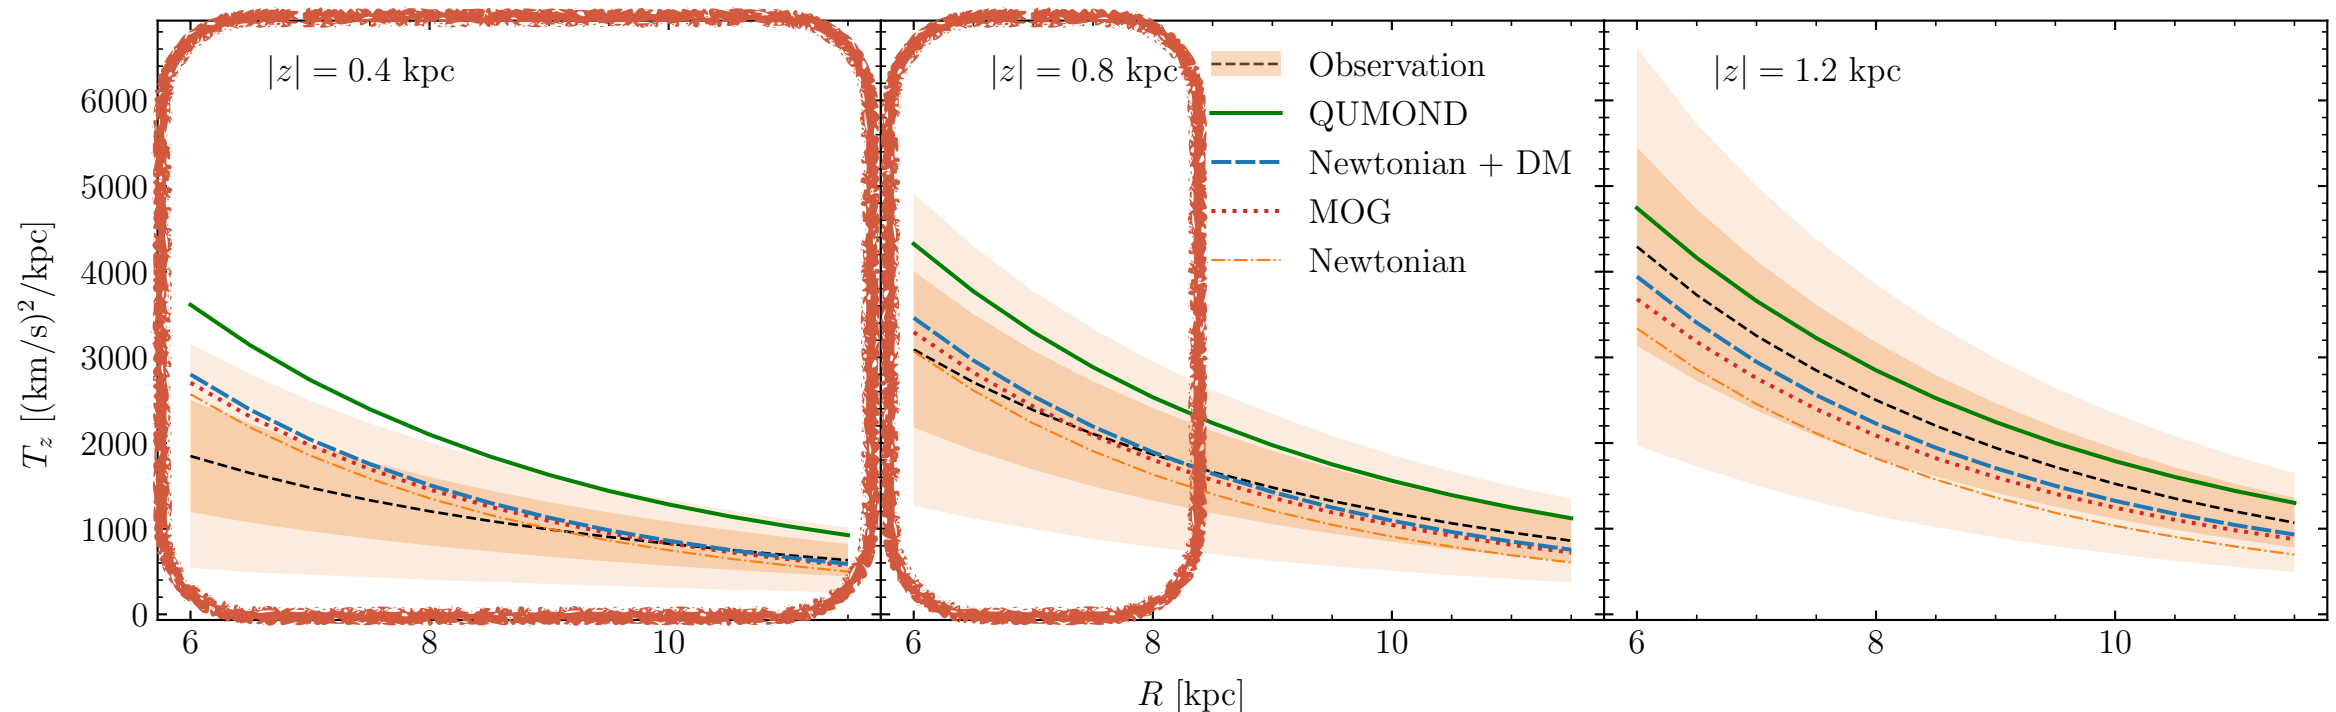 |z| = 0.4 kpc
|z| = 0.8 kpc
|z| = 1.2 kpc
Observation
QUMOND
Newtonian + DM
MOG
Newtonian
T_z [(km/s)²/kpc]
6000
5000
4000
3000
2000
1000
0
6 8 10
6 8 10
6 8 10
R [kpc]